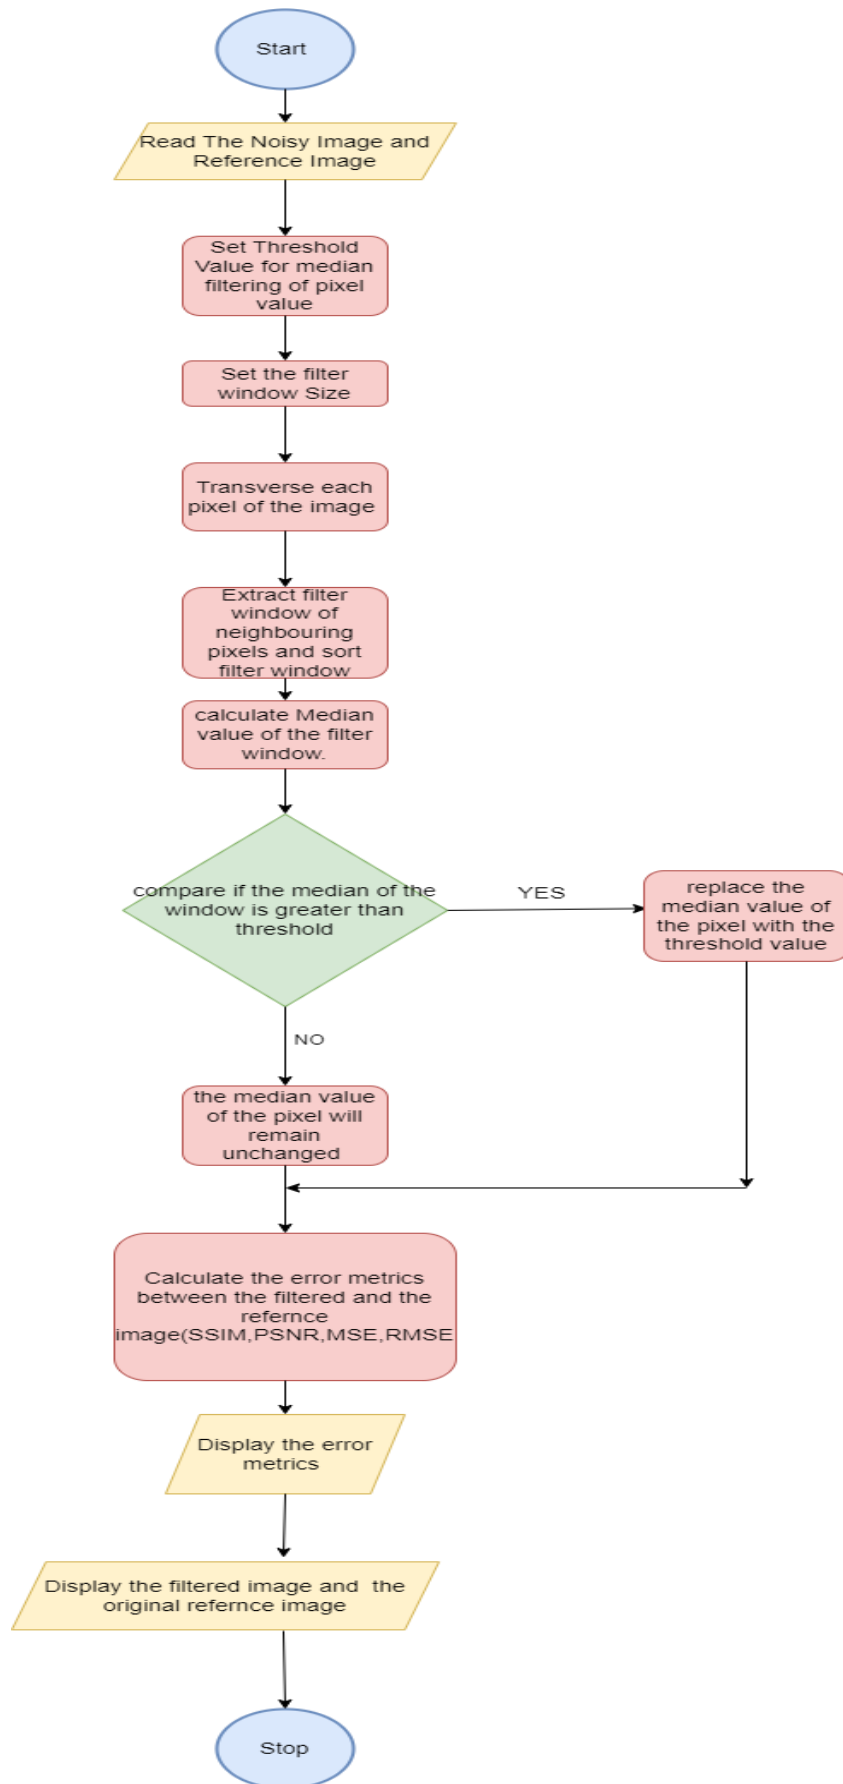 Start
Read The Noisy Image and
Reference Image
Set Threshold
Value for median
filtering of pixel
value
Set the filter
window Size
Transverse each
pixel of the image
Extract filter
window of
neighbouring
pixels and sort
filter window
calculate Median
value of the filter
window.
compare if the median of the
window is greater than
threshold
YES
replace the
median value of
the pixel with the
threshold value
NO
the median value
of the pixel will
remain
unchanged
Calculate the error metrics
between the filtered and the
refernce
image(SSIM,PSNR,MSE,RMSE
Display the error
metrics
Display the filtered image and  the
original refernce image
Stop